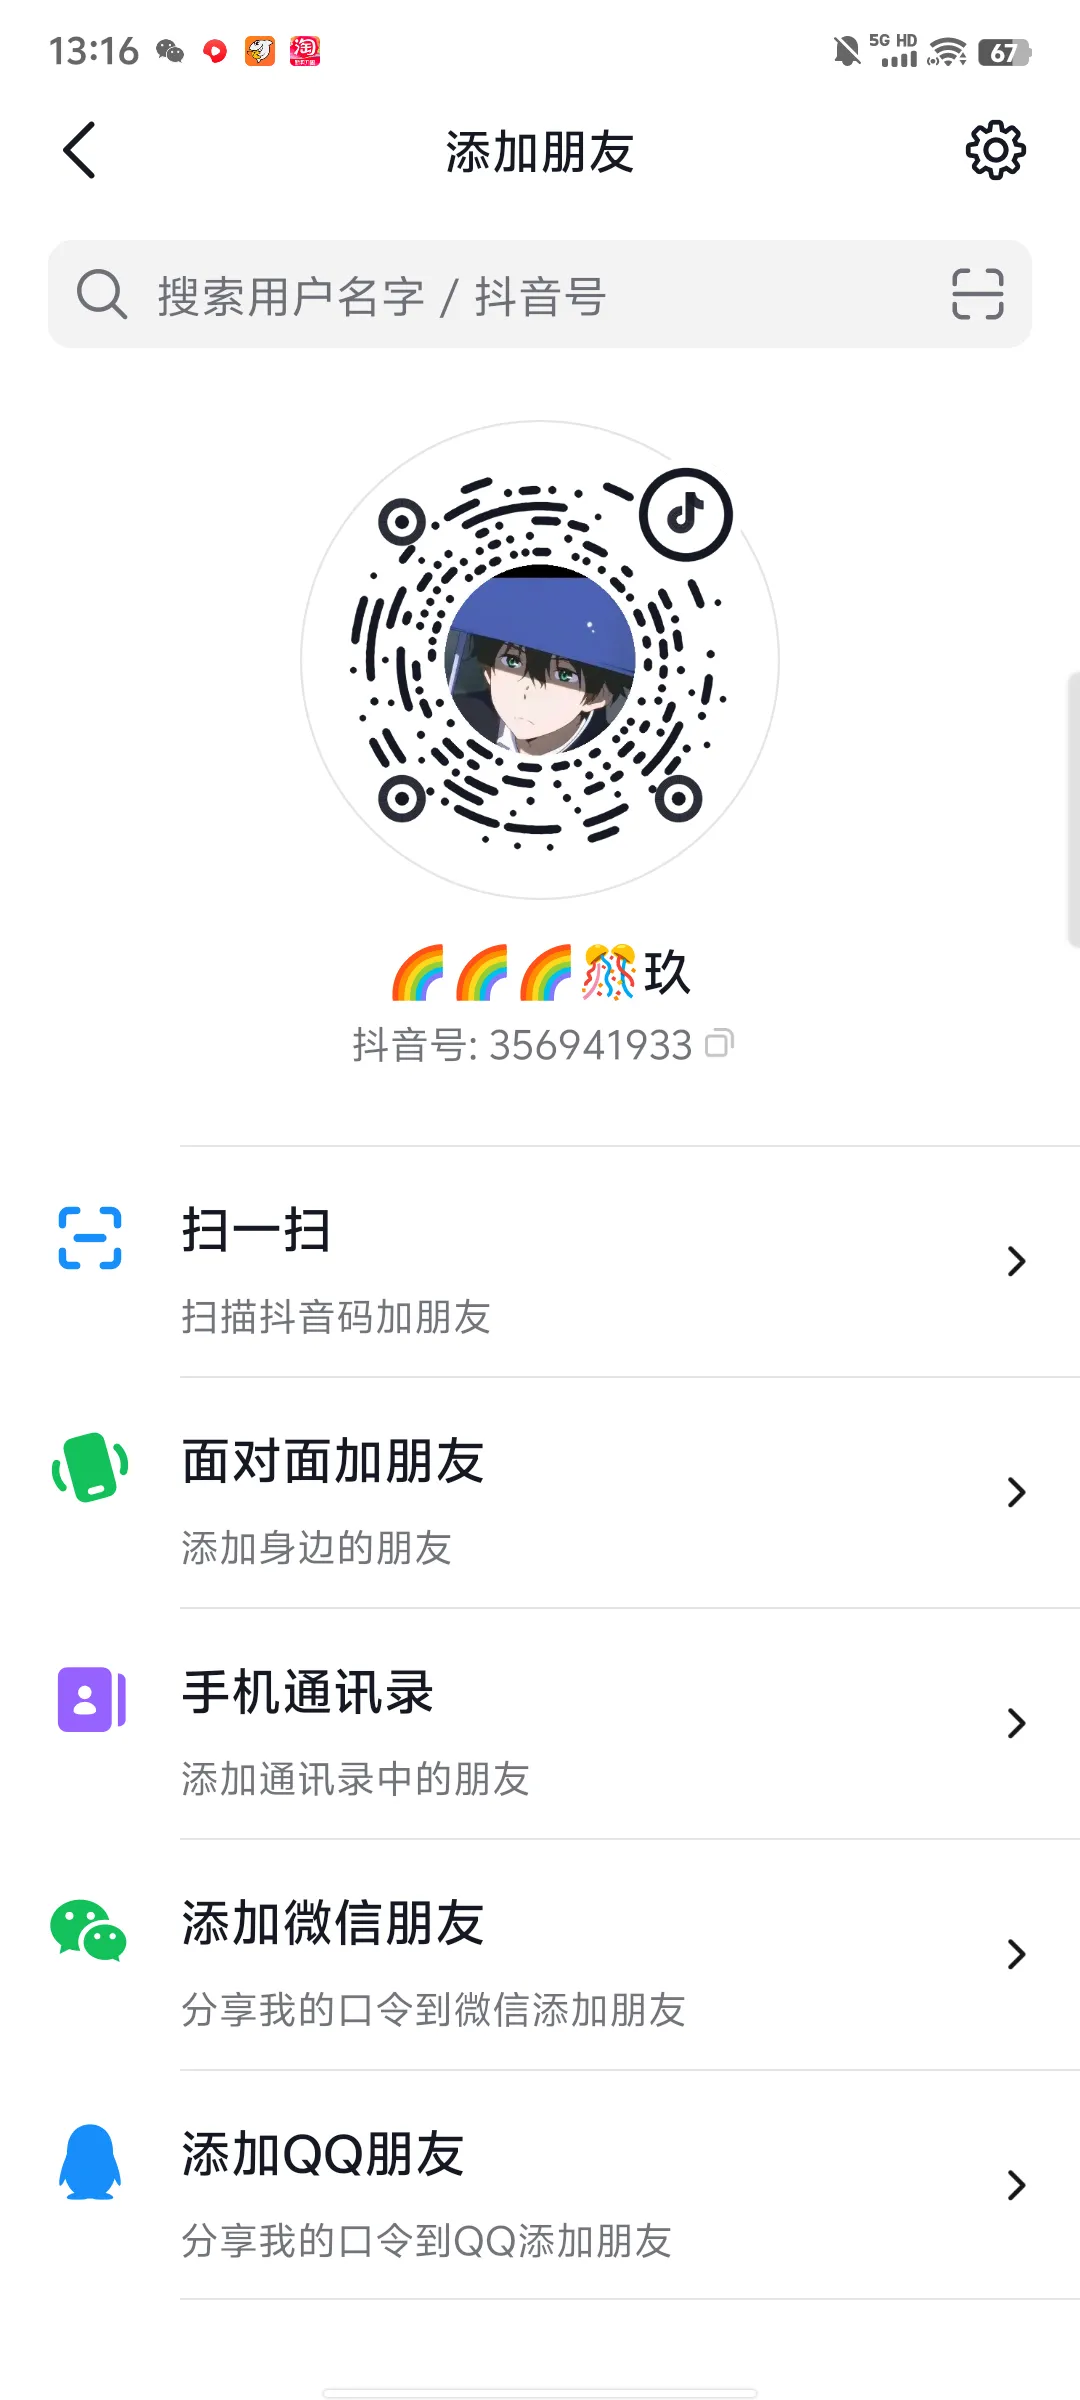 13:16
5G HD
67
淘
添加朋友
搜索用户名字 / 抖音号
🌈🌈🌈🎊玖
抖音号: 356941933
扫一扫
扫描抖音码加朋友
面对面加朋友
添加身边的朋友
手机通讯录
添加通讯录中的朋友
添加微信朋友
分享我的口令到微信添加朋友
添加QQ朋友
分享我的口令到QQ添加朋友